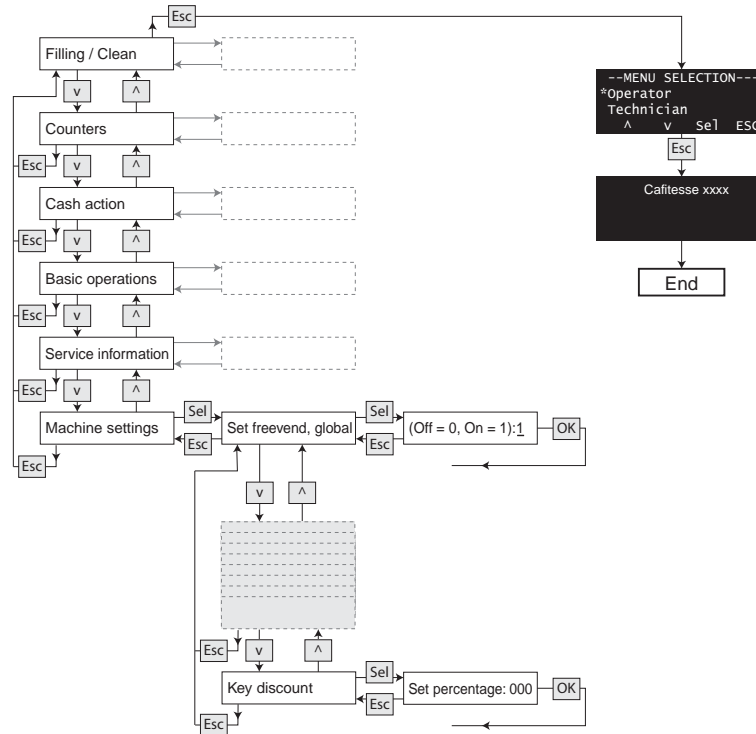 Esc
Filling / Clean
v ^
--MENU SELECTION---
*Operator
Technician
^ v Sel ESC
Counters
Esc v ^
Esc
Cafitesse xxxx
Cash action
Esc v ^
Basic operations
End
Esc v ^
Service information
Esc v ^
Machine settings Sel Esc Set freevend, global Sel Esc (Off = 0, On = 1):1 OK
Esc
v ^
Esc v ^
Key discount Sel Esc Set percentage: 000 OK
Esc